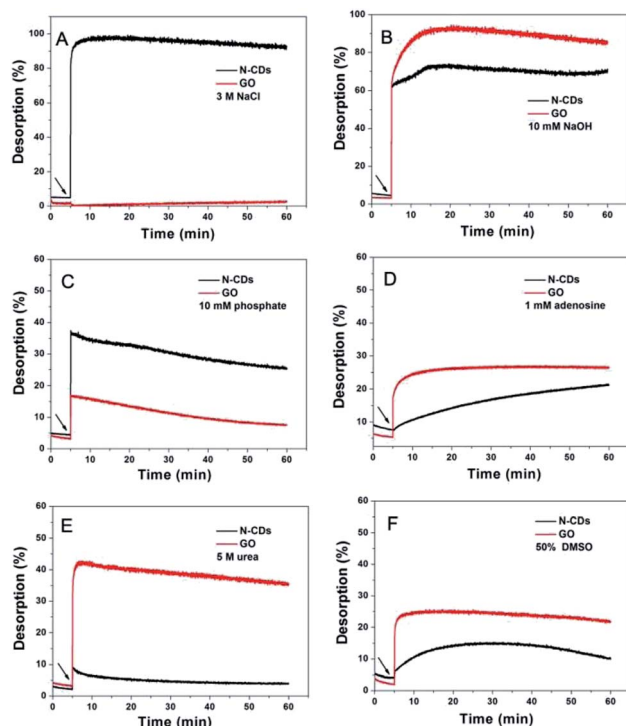 A
N-CDs
GO
3 M NaCl
Desorption (%)
100
80
60
40
20
0
0 10 20 30 40 50 60
Time (min)
B
N-CDs
GO
10 mM NaOH
Desorption (%)
100
80
60
40
20
0
0 10 20 30 40 50 60
Time (min)
C
N-CDs
GO
10 mM phosphate
Desorption (%)
60
50
40
30
20
10
0
0 10 20 30 40 50 60
Time (min)
D
N-CDs
GO
1 mM adenosine
Desorption (%)
60
50
40
30
20
10
0 10 20 30 40 50 60
Time (min)
E
N-CDs
GO
5 M urea
Desorption (%)
60
50
40
30
20
10
0
0 10 20 30 40 50 60
Time (min)
F
N-CDs
GO
50% DMSO
Desorption (%)
60
50
40
30
20
10
0
0 10 20 30 40 50 60
Time (min)